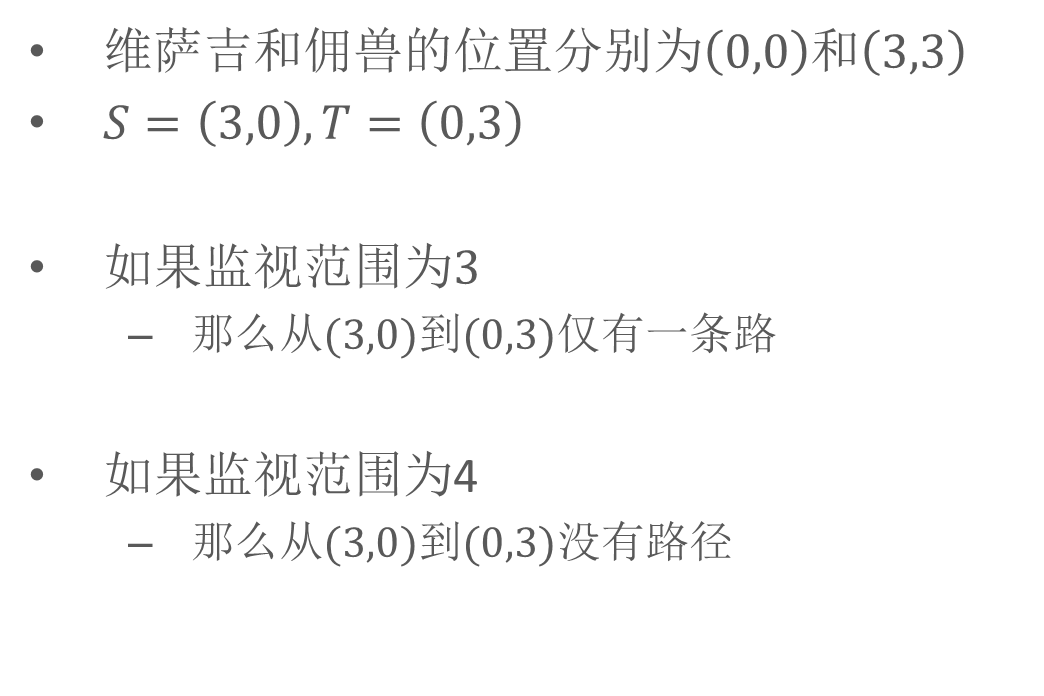 • 维萨吉和佣兽的位置分别为(0,0)和(3,3)
• S = (3,0), T = (0,3)
• 如果监视范围为3
– 那么从(3,0)到(0,3)仅有一条路
• 如果监视范围为4
– 那么从(3,0)到(0,3)没有路径